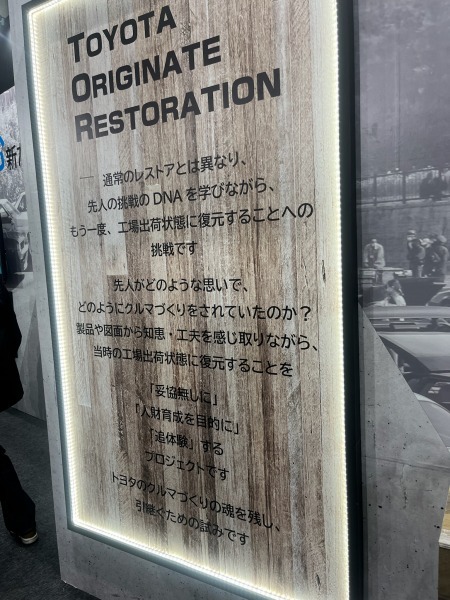 TOYOTA
ORIGINATE
RESTORATION
── 通常のレストアとは異なり、
先人の挑戦のDNAを学びながら、
もう一度、工場出荷状態に復元することへの
挑戦です
先人がどのような思いで、
どのようにクルマづくりをされていたのか？
製品や図面から知恵・工夫を感じ取りながら、
当時の工場出荷状態に復元することを
「妥協無しに」
「人財育成を目的に」
「追体験」する
プロジェクトです
トヨタのクルマづくりの魂を残し、
引継ぐための試みです